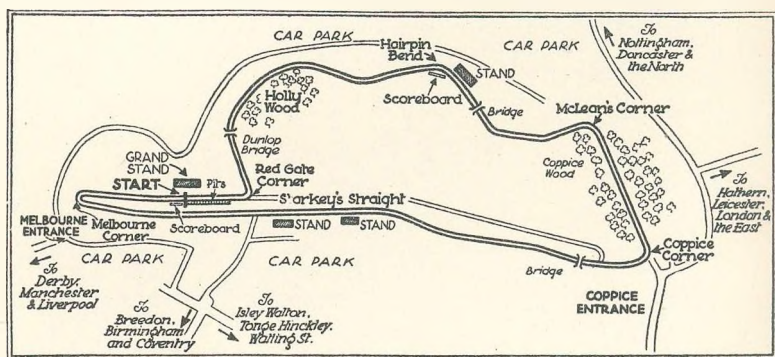 CAR PARK
Hairpin
Bend
CAR PARK
To
Nottingham,
Doncaster &
the North
STAND
Holly
Wood
Scoreboard
Bridge
McLean's Corner
Dunlop
Bridge
GRAND
STAND
START
Pits
Red Gate
Corner
Coppice
Wood
To
Hathern,
Leicester,
London &
the East
MELBOURNE
ENTRANCE
Melbourne
Corner
Scoreboard
Starkey's Straight
STAND
STAND
Coppice
Corner
CAR PARK
CAR PARK
Bridge
COPPICE
ENTRANCE
To
Derby,
Manchester
& Liverpool
To
Breedon,
Birmingham
and Coventry
To
Isley Walton,
Tonge Hinckley,
Watling St.